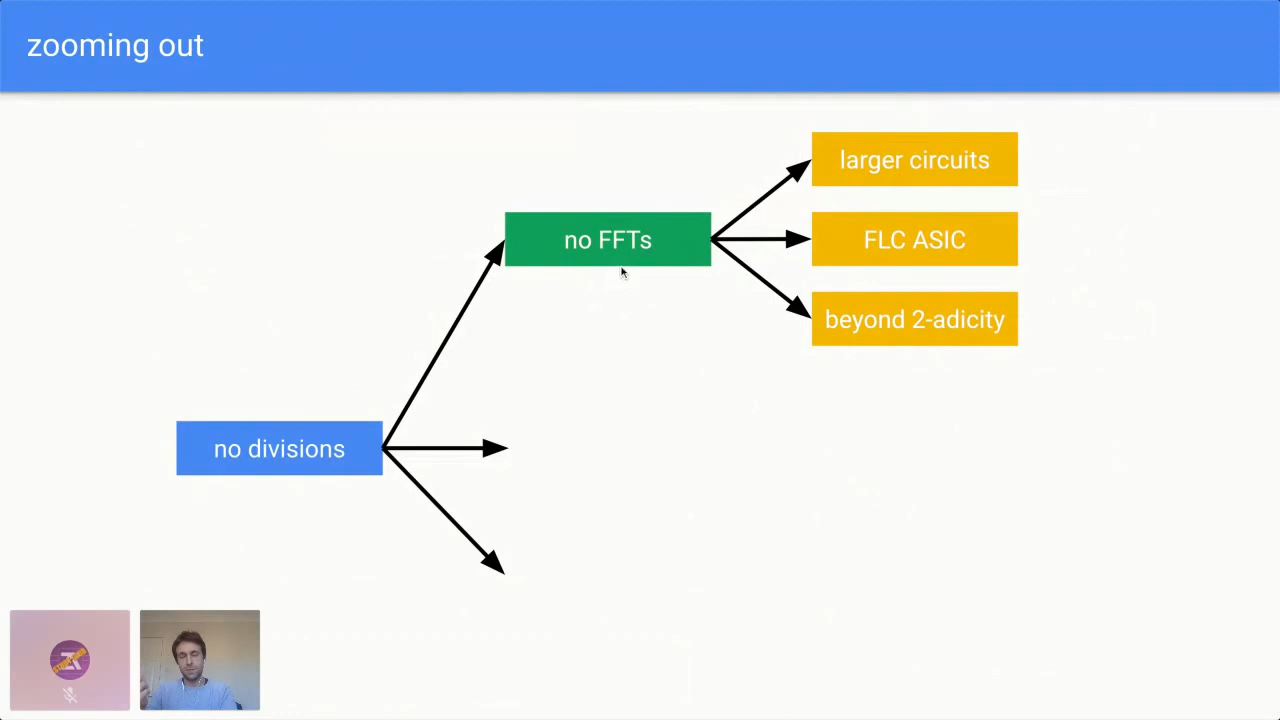 zooming out
larger circuits
no FFTs
FLC ASIC
beyond 2-adicity
no divisions